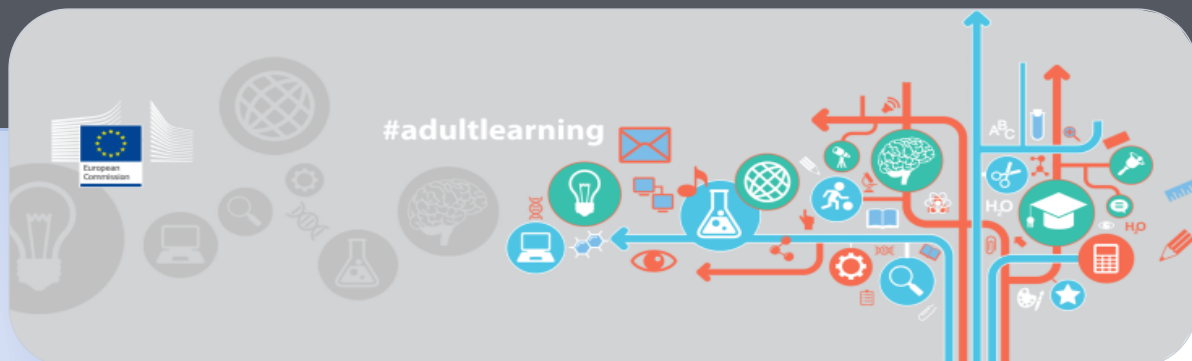 #adultlearning
European
Commission
ABC
H₂O
H₂O